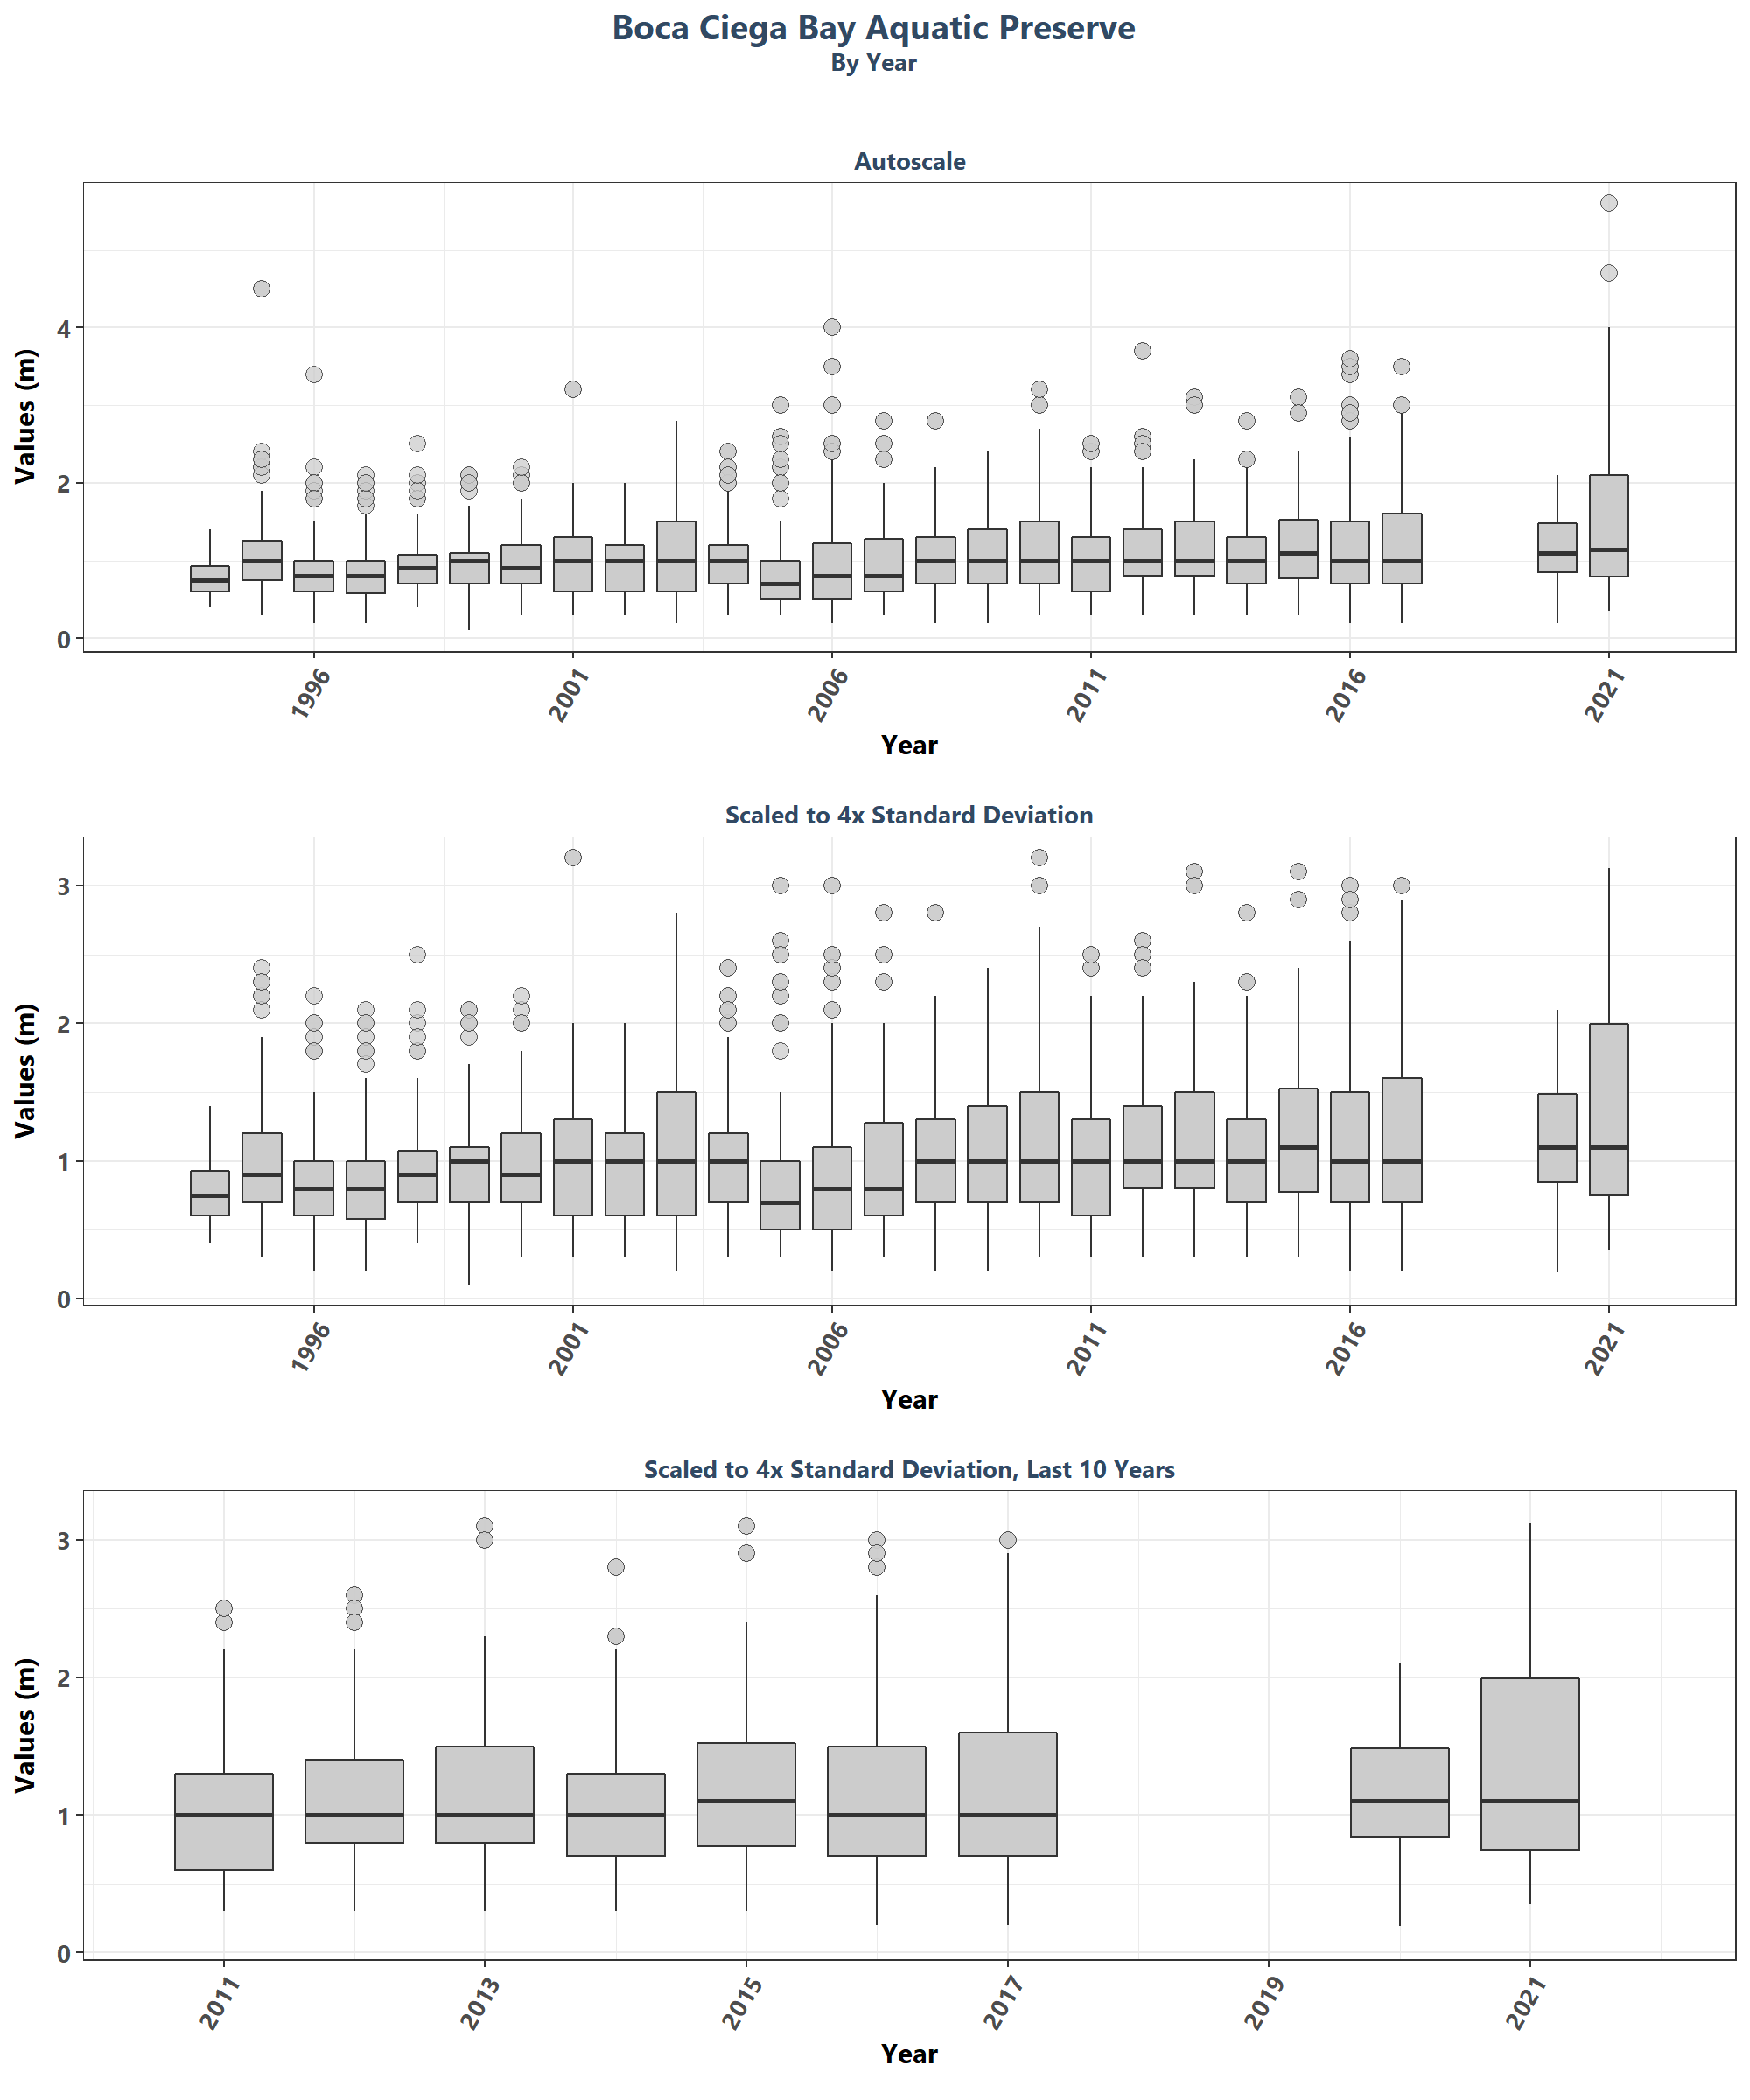 Boca Ciega Bay Aquatic Preserve
By Year
Autoscale
Values (m)
4
2
0
1996 2001 2006 2011 2016 2021
Year
Scaled to 4x Standard Deviation
Values (m)
3
2
1
0
1996 2001 2006 2011 2016 2021
Year
Scaled to 4x Standard Deviation, Last 10 Years
Values (m)
3
2
1
0
2011 2013 2015 2017 2019 2021
Year